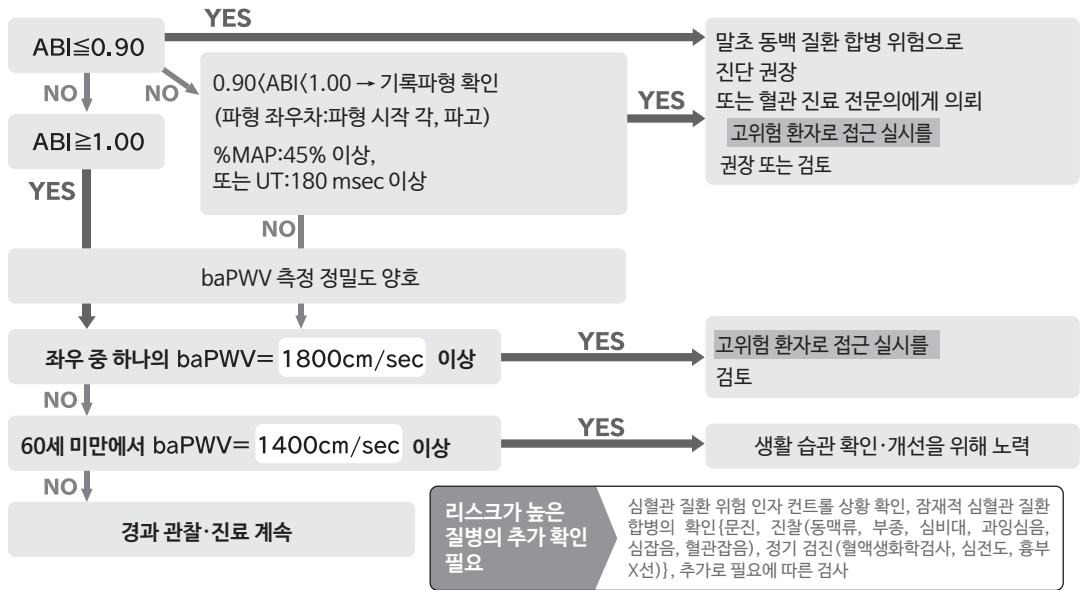 YES
ABI≦0.90
말초 동백 질환 합병 위험으로
진단 권장
또는 혈관 진료 전문의에게 의뢰
고위험 환자로 접근 실시를
권장 또는 검토
NO
NO
0.90〈ABI〈1.00 → 기록파형 확인
(파형 좌우차:파형 시작 각, 파고)
%MAP:45% 이상,
또는 UT:180 msec 이상
YES
ABI≧1.00
YES
NO
baPWV 측정 정밀도 양호
좌우 중 하나의 baPWV= 1800cm/sec 이상
YES
고위험 환자로 접근 실시를
검토
NO
60세 미만에서 baPWV= 1400cm/sec 이상
YES
생활 습관 확인·개선을 위해 노력
NO
경과 관찰·진료 계속
리스크가 높은
질병의 추가 확인
필요
심혈관 질환 위험 인자 컨트롤 상황 확인, 잠재적 심혈관 질환
합병의 확인{문진, 진찰(동맥류, 부종, 심비대, 과잉심음,
심잡음, 혈관잡음), 정기 검진(혈액생화학검사, 심전도, 흉부
X선)}, 추가로 필요에 따른 검사